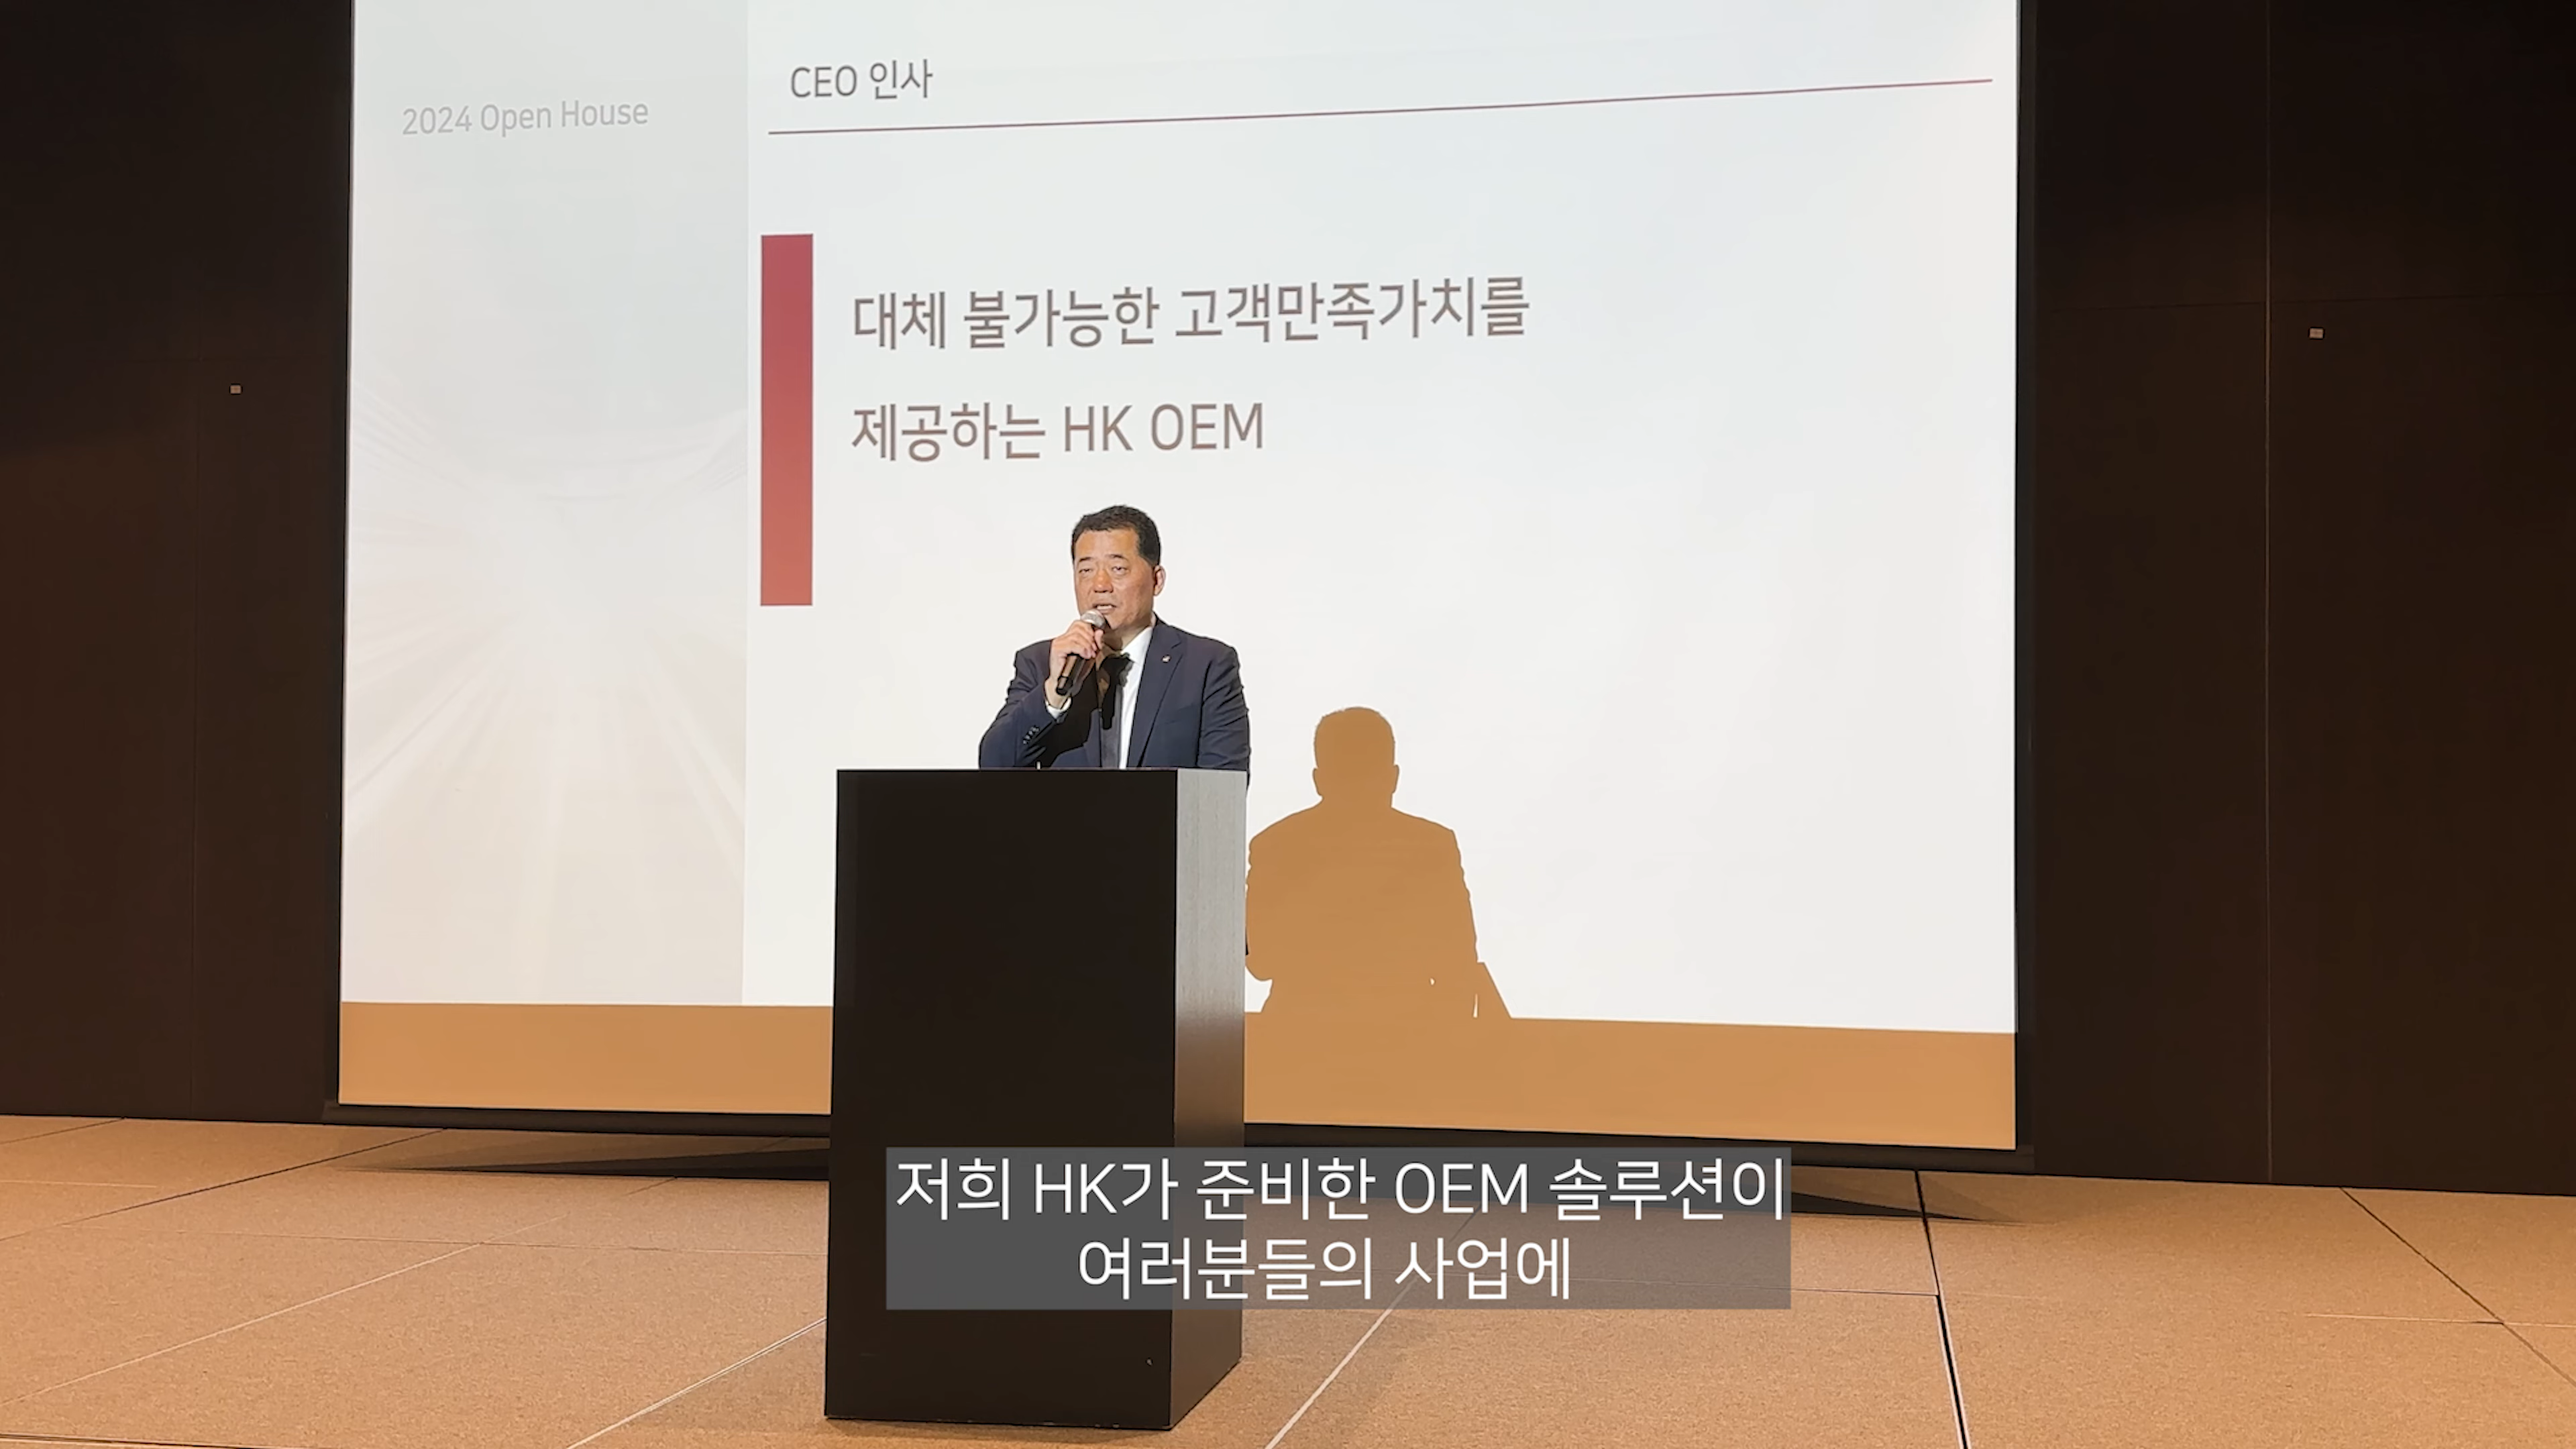 2024 Open House
CEO 인사
대체 불가능한 고객만족가치를
제공하는 HK OEM
저희 HK가 준비한 OEM 솔루션이
여러분들의 사업에